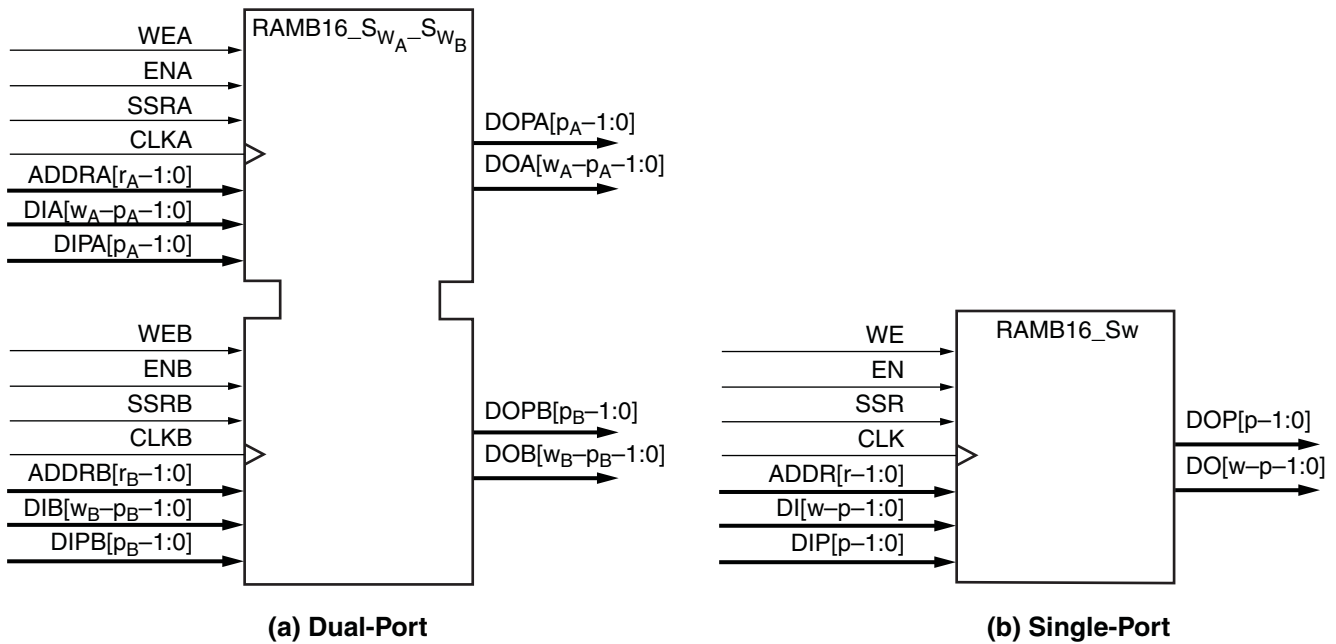 RAMB16_SWA_SWB
WEA
ENA
SSRA
CLKA
ADDRA[rA–1:0]
DIA[wA–pA–1:0]
DIPA[pA–1:0]
DOPA[pA–1:0]
DOA[wA–pA–1:0]
WEB
ENB
SSRB
CLKB
ADDRB[rB–1:0]
DIB[wB–pB–1:0]
DIPB[pB–1:0]
DOPB[pB–1:0]
DOB[wB–pB–1:0]
(a) Dual-Port
RAMB16_Sw
WE
EN
SSR
CLK
ADDR[r–1:0]
DI[w–p–1:0]
DIP[p–1:0]
DOP[p–1:0]
DO[w–p–1:0]
(b) Single-Port